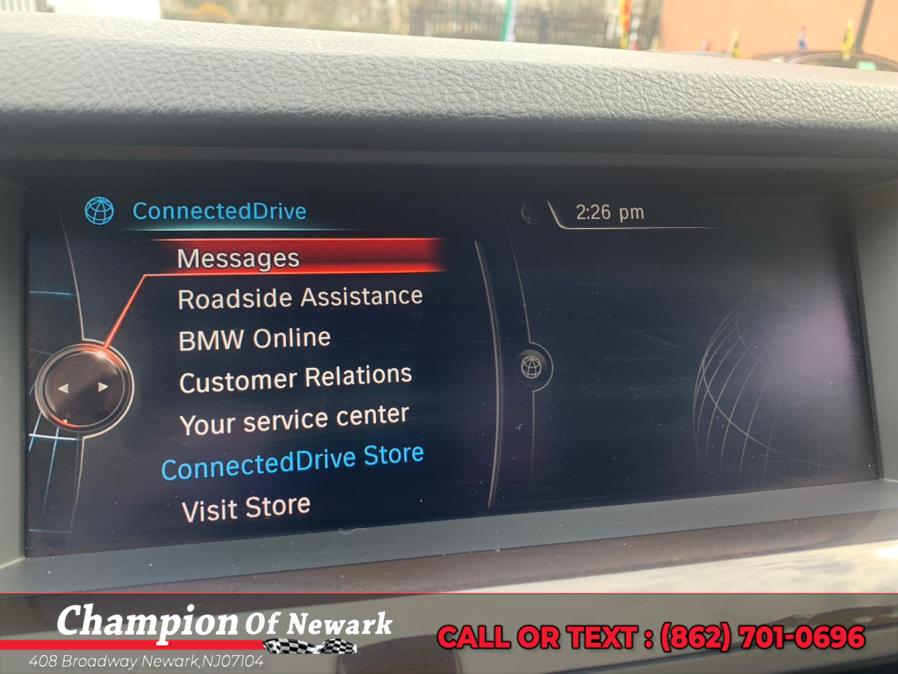 ConnectedDrive
2:26 pm
Messages
Roadside Assistance
BMW Online
Customer Relations
Your service center
ConnectedDrive Store
Visit Store
Champion Of Newark
408 Broadway Newark,NJ07104
CALL OR TEXT : (862) 701-0696